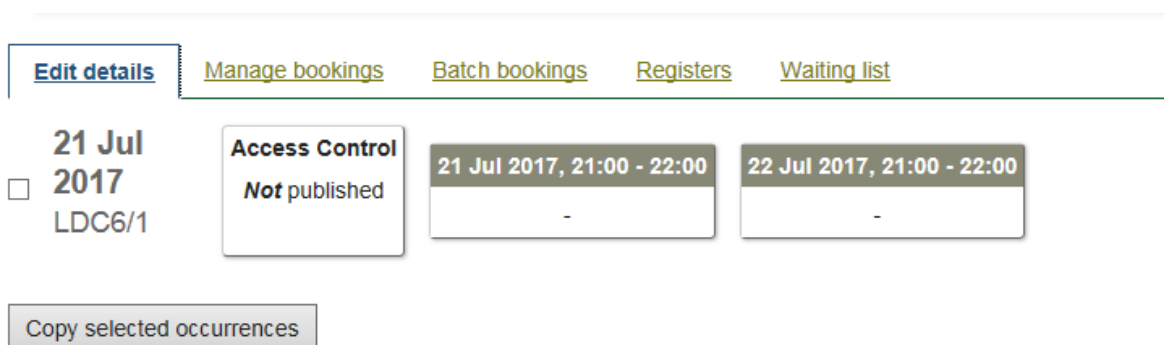 Edit details Manage bookings Batch bookings Registers Waiting list
21 Jul
2017
LDC6/1
Access Control
Not published
21 Jul 2017, 21:00 - 22:00
-
22 Jul 2017, 21:00 - 22:00
-
Copy selected occurrences